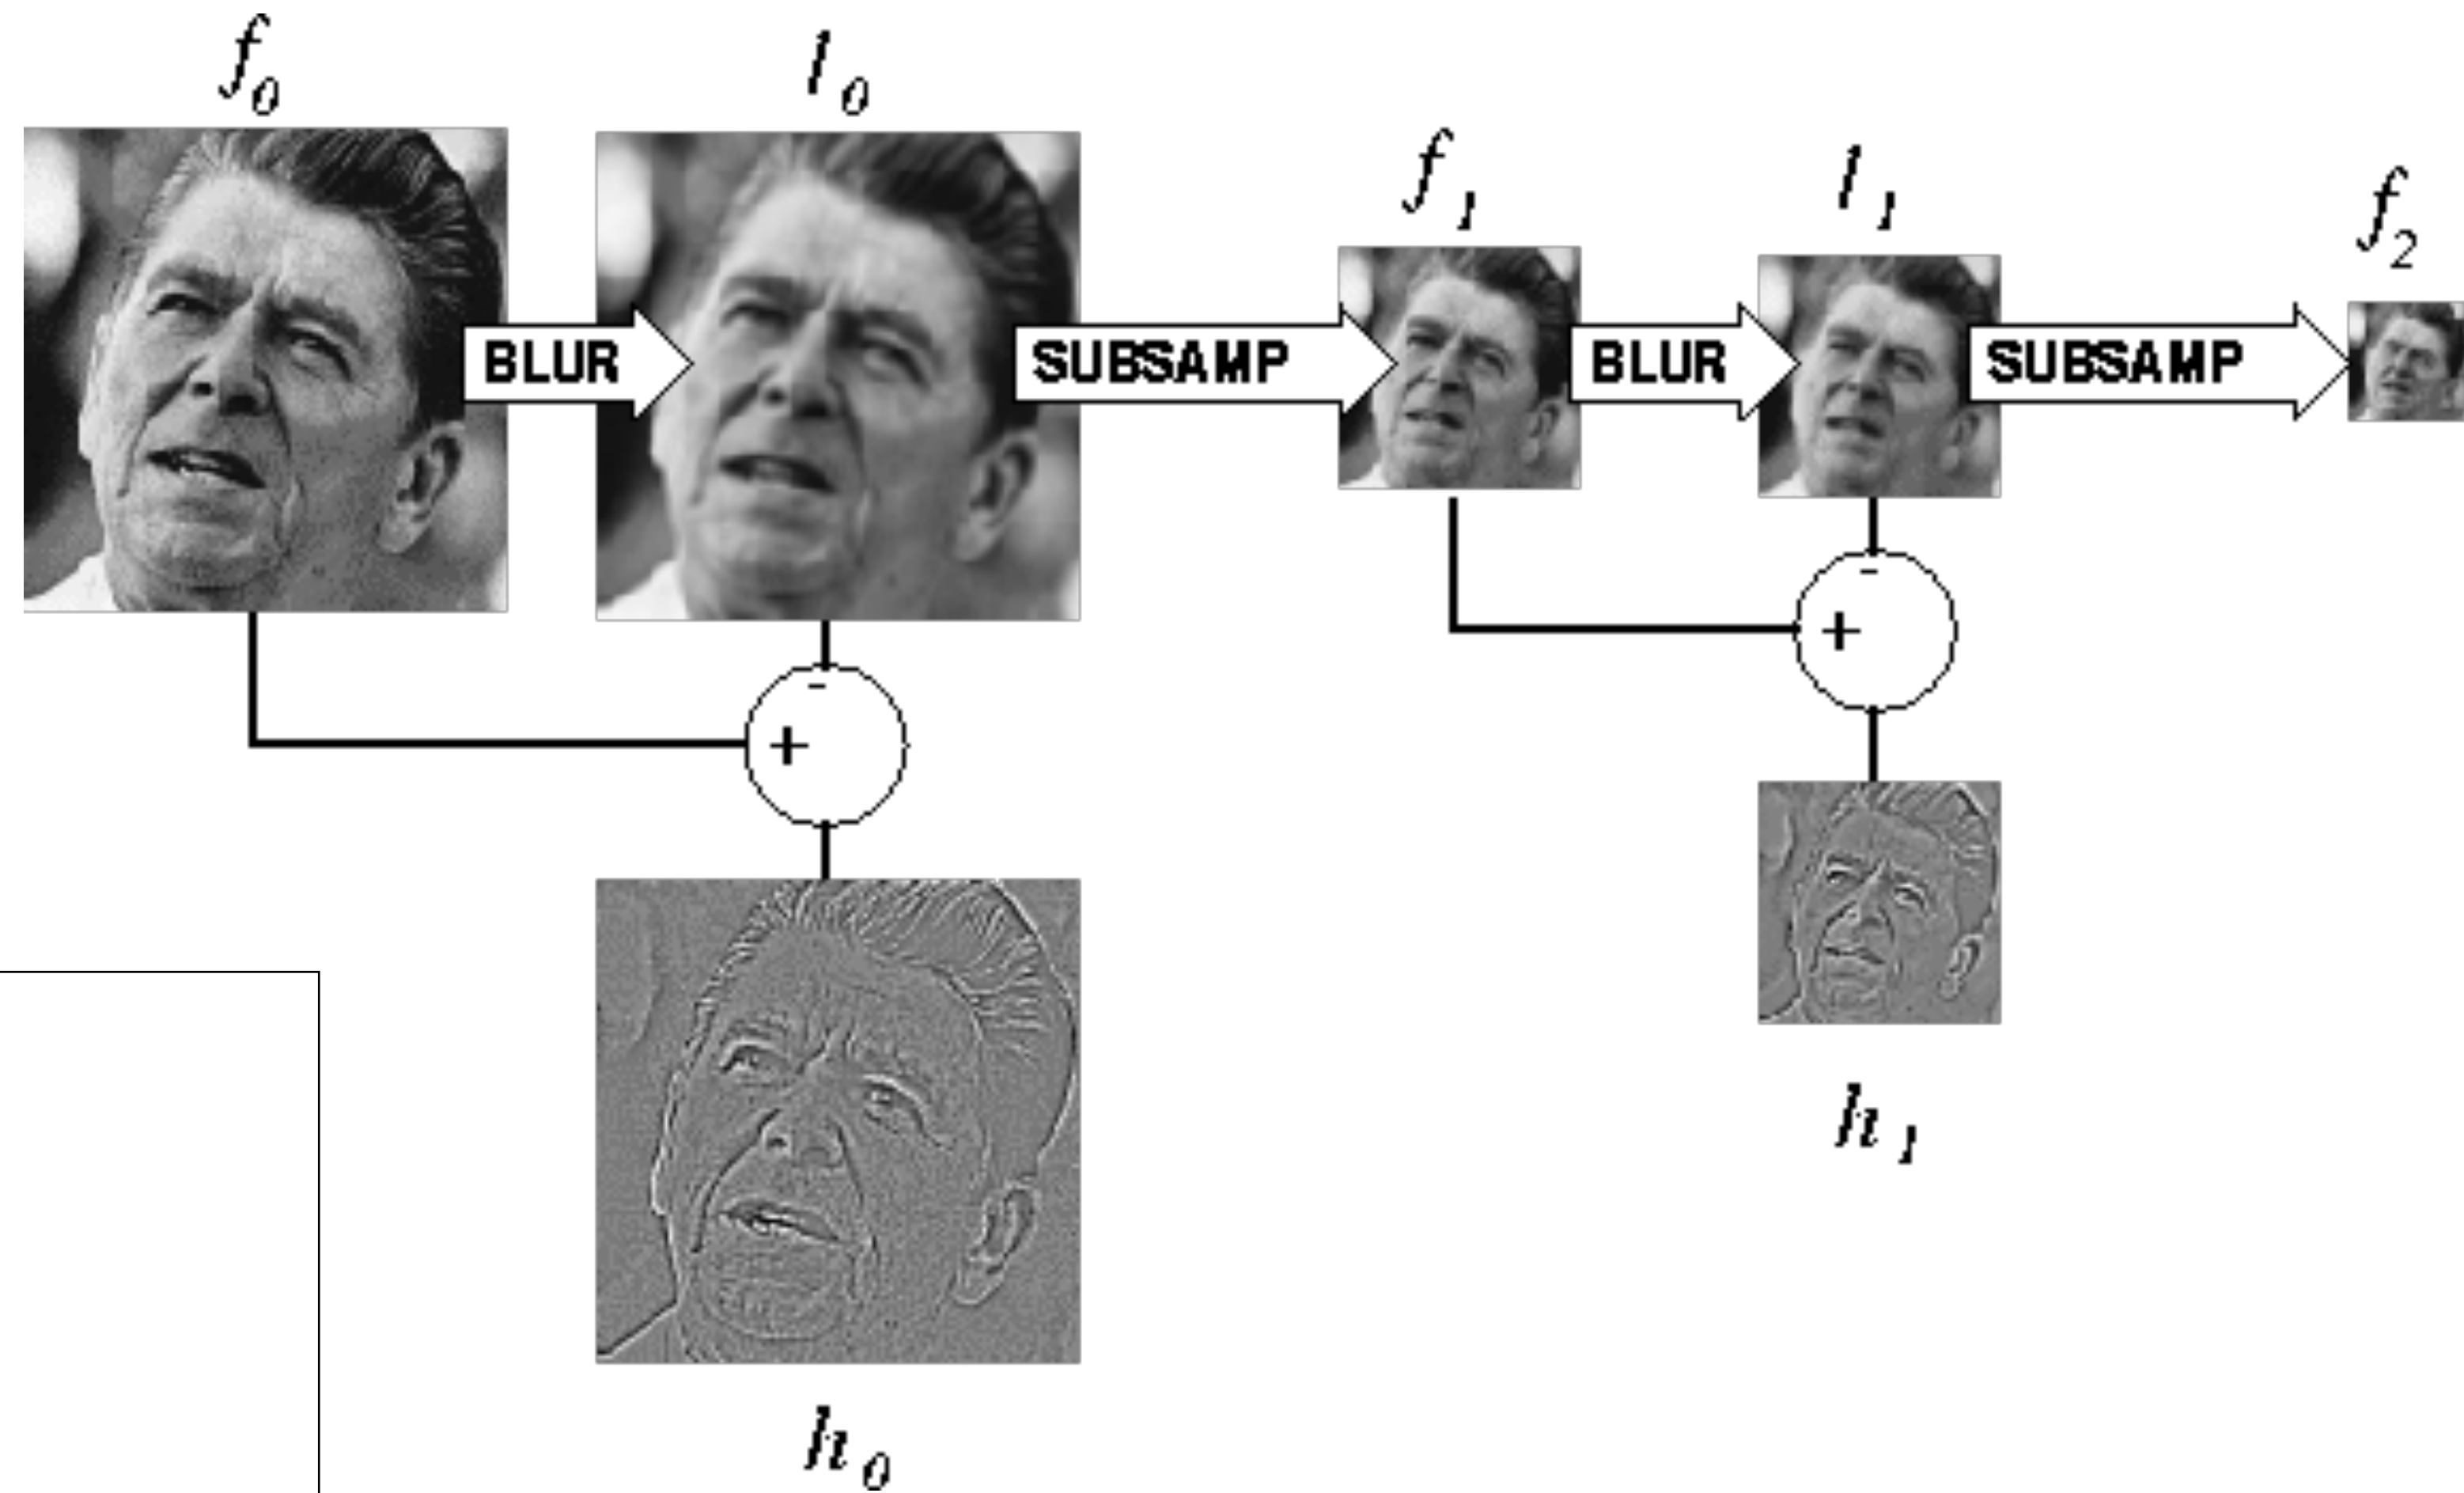 f0
l0
f1
l1
f2
BLUR
SUBSAMP
BLUR
SUBSAMP
-
+
-
+
h1
h0